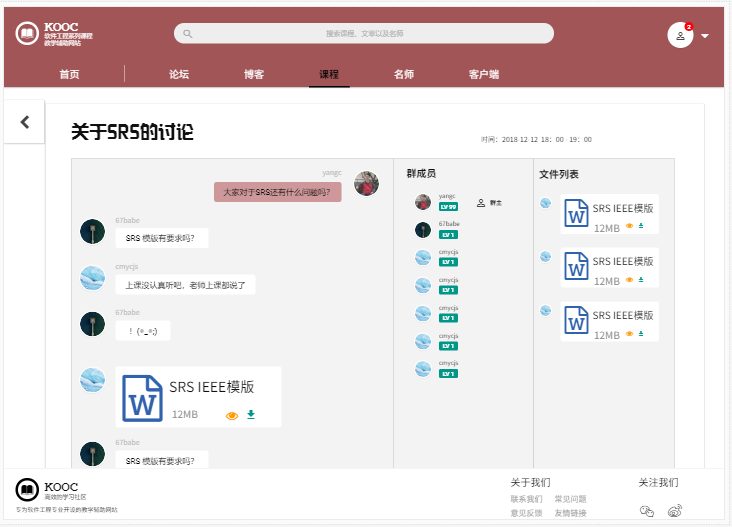 KOOC
软件工程系列课程
教学辅助网站
搜索课程、文章以及名师
2
首页
论坛
博客
课程
名师
客户端
关于SRS的讨论
时间：2018-12-12 18：00 - 19：00
yangc
大家对于SRS还有什么问题吗？
67babe
SRS 模版有要求吗？
cmycjs
上课没认真听吧，老师上课都说了
67babe
！(*_*;)
SRS IEEE模版
12MB
67babe
SRS 模版有要求吗？
群成员
yangc
LV 99
群主
67babe
LV 1
cmycjs
LV 1
cmycjs
LV 1
cmycjs
LV 1
cmycjs
LV 1
cmycjs
LV 1
文件列表
SRS IEEE模版
12MB
SRS IEEE模版
12MB
SRS IEEE模版
12MB
KOOC
高效的学习社区
专为软件工程专业开设的教学辅助网站
关于我们
联系我们 常见问题
意见反馈 友情链接
关注我们